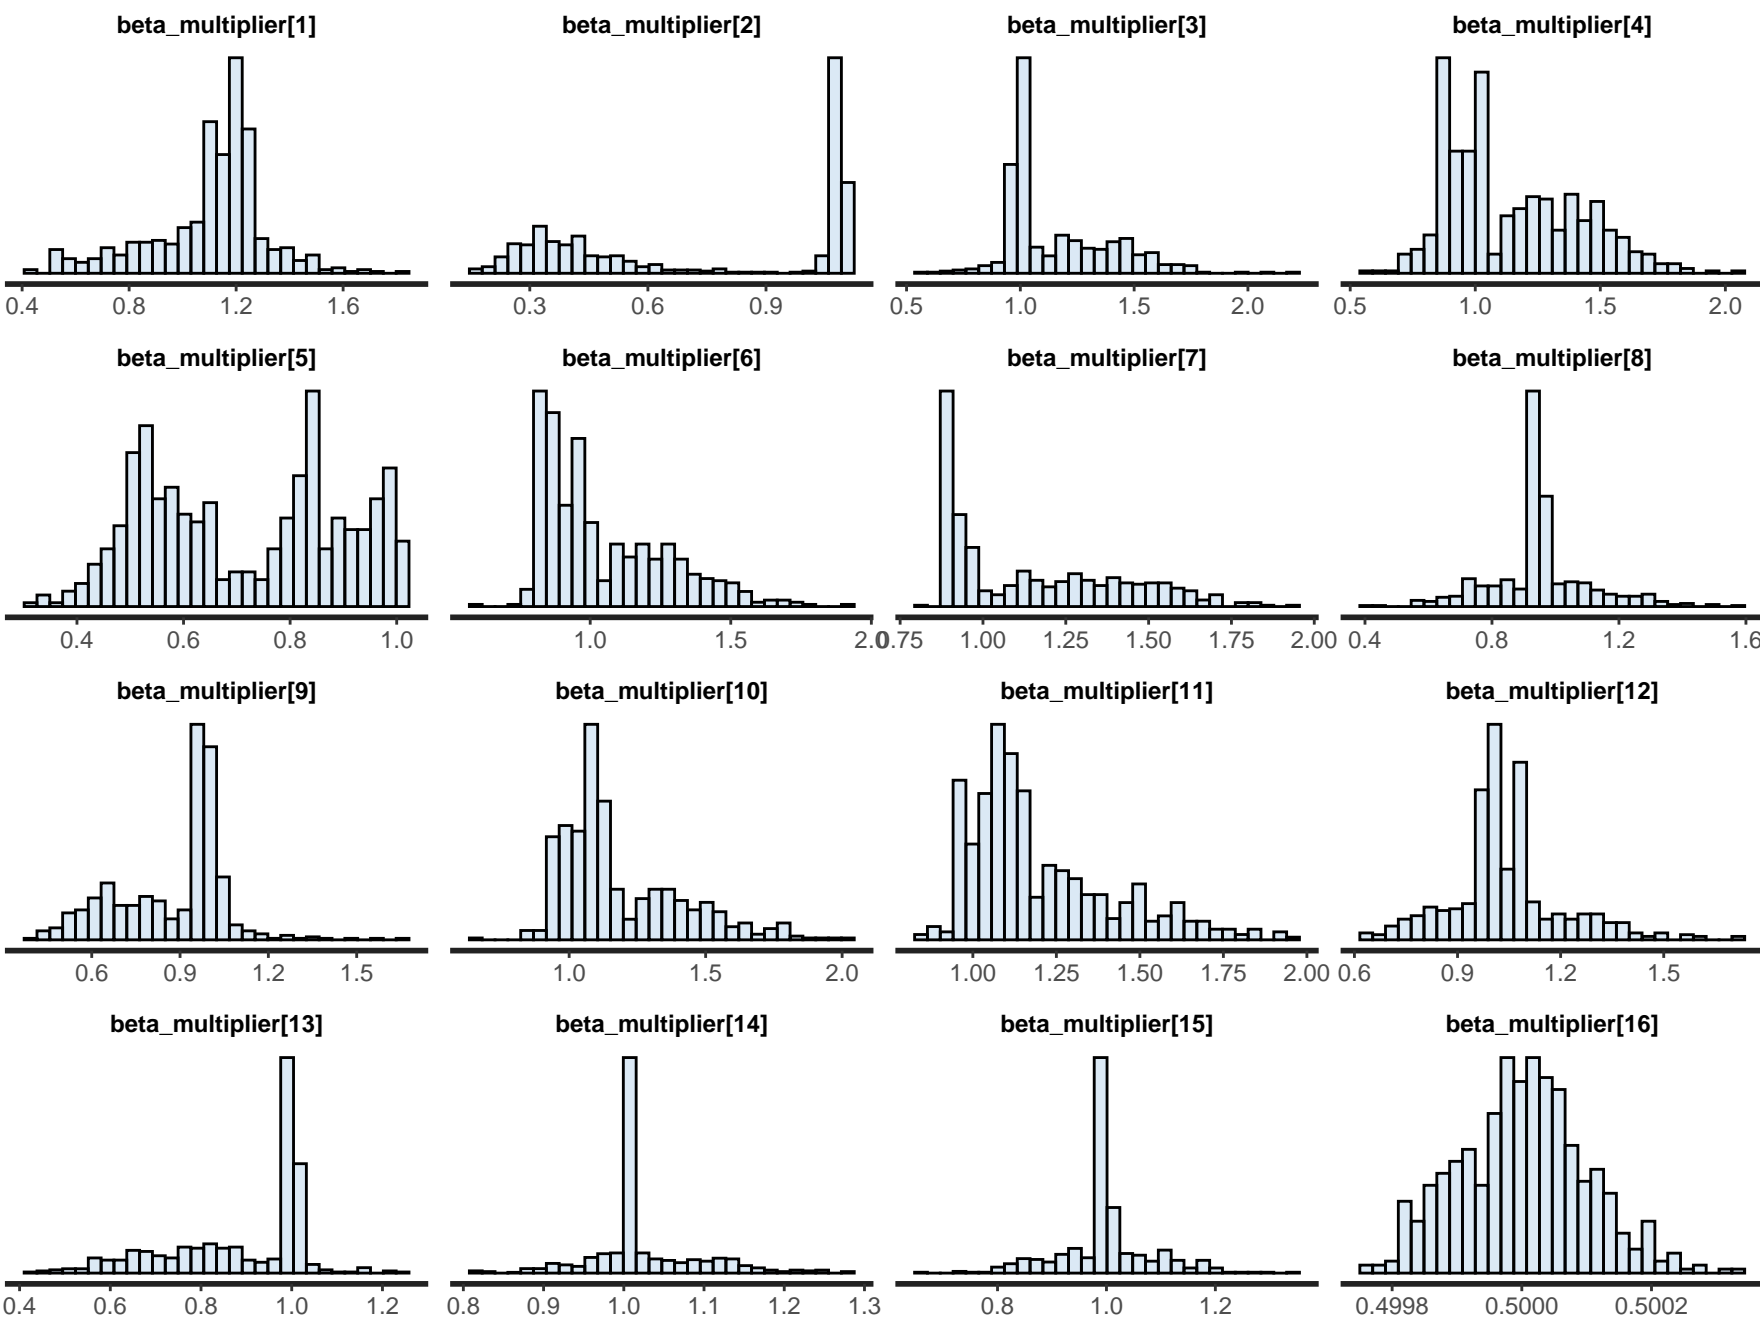 beta_multiplier[1] beta_multiplier[2] beta_multiplier[3] beta_multiplier[4]
0.4 0.8 1.2 1.6 0.3 0.6 0.9 0.5 1.0 1.5 2.0 0.5 1.0 1.5 2.0
beta_multiplier[5] beta_multiplier[6] beta_multiplier[7] beta_multiplier[8]
0.4 0.6 0.8 1.0 1.0 1.5 2.0 0.75 1.00 1.25 1.50 1.75 2.00 0.4 0.8 1.2 1.6
beta_multiplier[9] beta_multiplier[10] beta_multiplier[11] beta_multiplier[12]
0.6 0.9 1.2 1.5 1.0 1.5 2.0 1.00 1.25 1.50 1.75 2.00 0.6 0.9 1.2 1.5
beta_multiplier[13] beta_multiplier[14] beta_multiplier[15] beta_multiplier[16]
0.4 0.6 0.8 1.0 1.2 0.8 0.9 1.0 1.1 1.2 1.3 0.8 1.0 1.2 0.4998 0.5000 0.5002